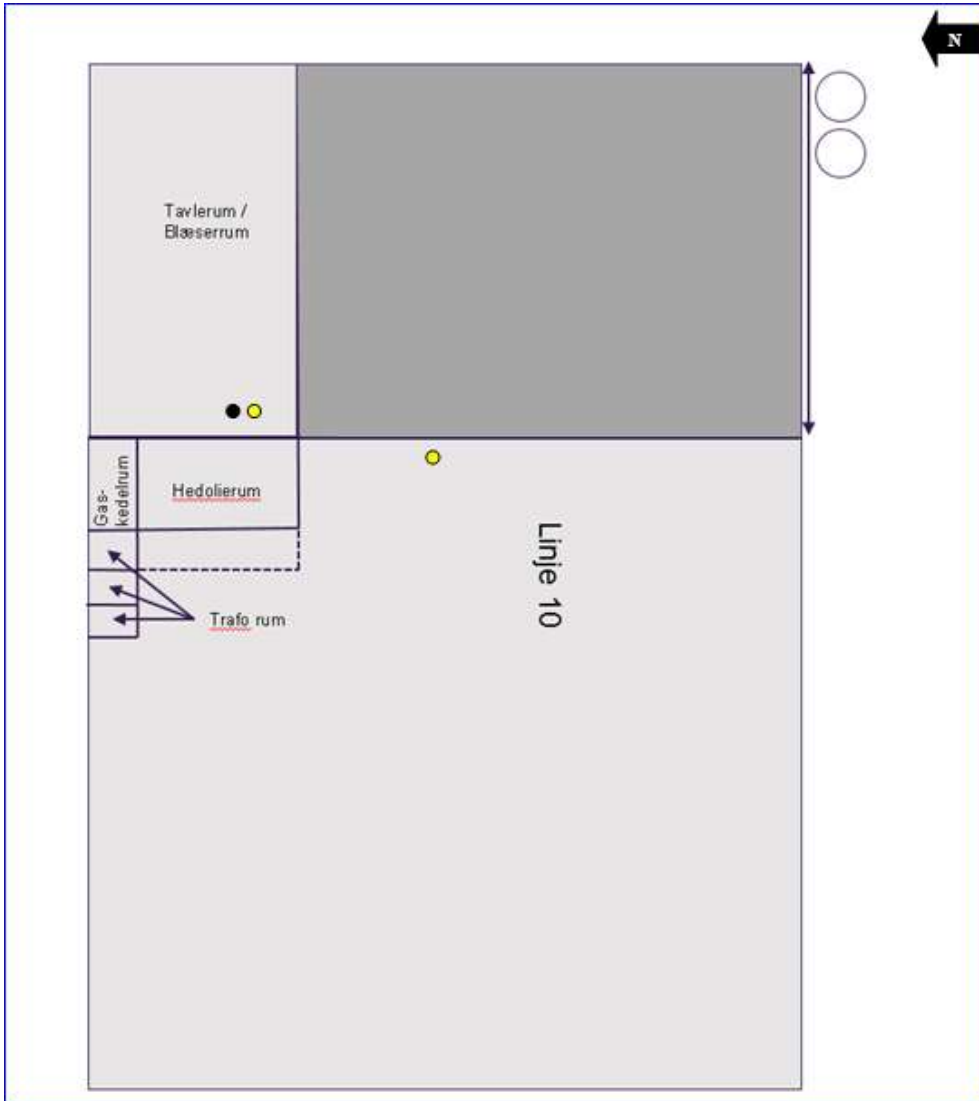 N
Tavlerum /
Blæserrum
Gas-
kedelrum
Hedolierum
Linje 10
Trafo rum